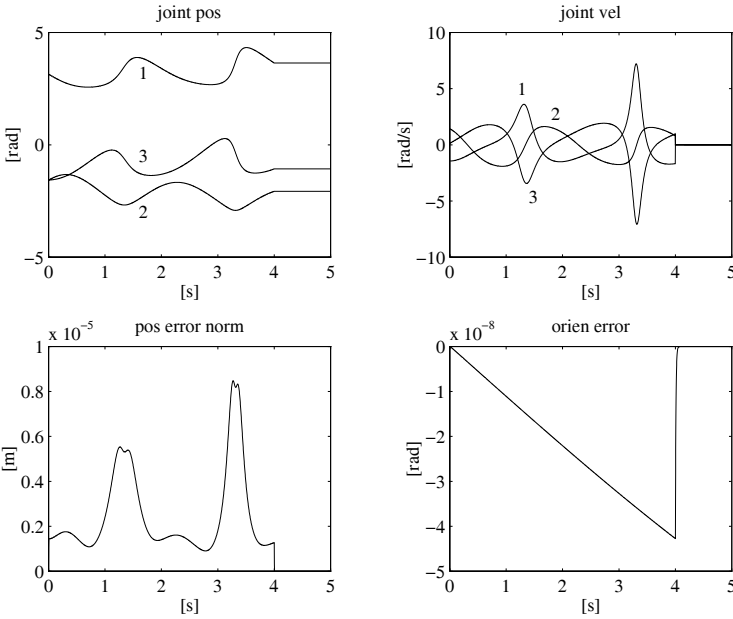 joint pos
5
0
−5
[rad]
1
3
2
0 1 2 3 4 5
[s]
joint vel
10
5
0
−5
−10
[rad/s]
1
2
3
0 1 2 3 4 5
[s]
x 10⁻⁵ pos error norm
1
0.8
0.6
0.4
0.2
0
[m]
0 1 2 3 4 5
[s]
x 10⁻⁸ orien error
0
−1
−2
−3
−4
−5
[rad]
0 1 2 3 4 5
[s]